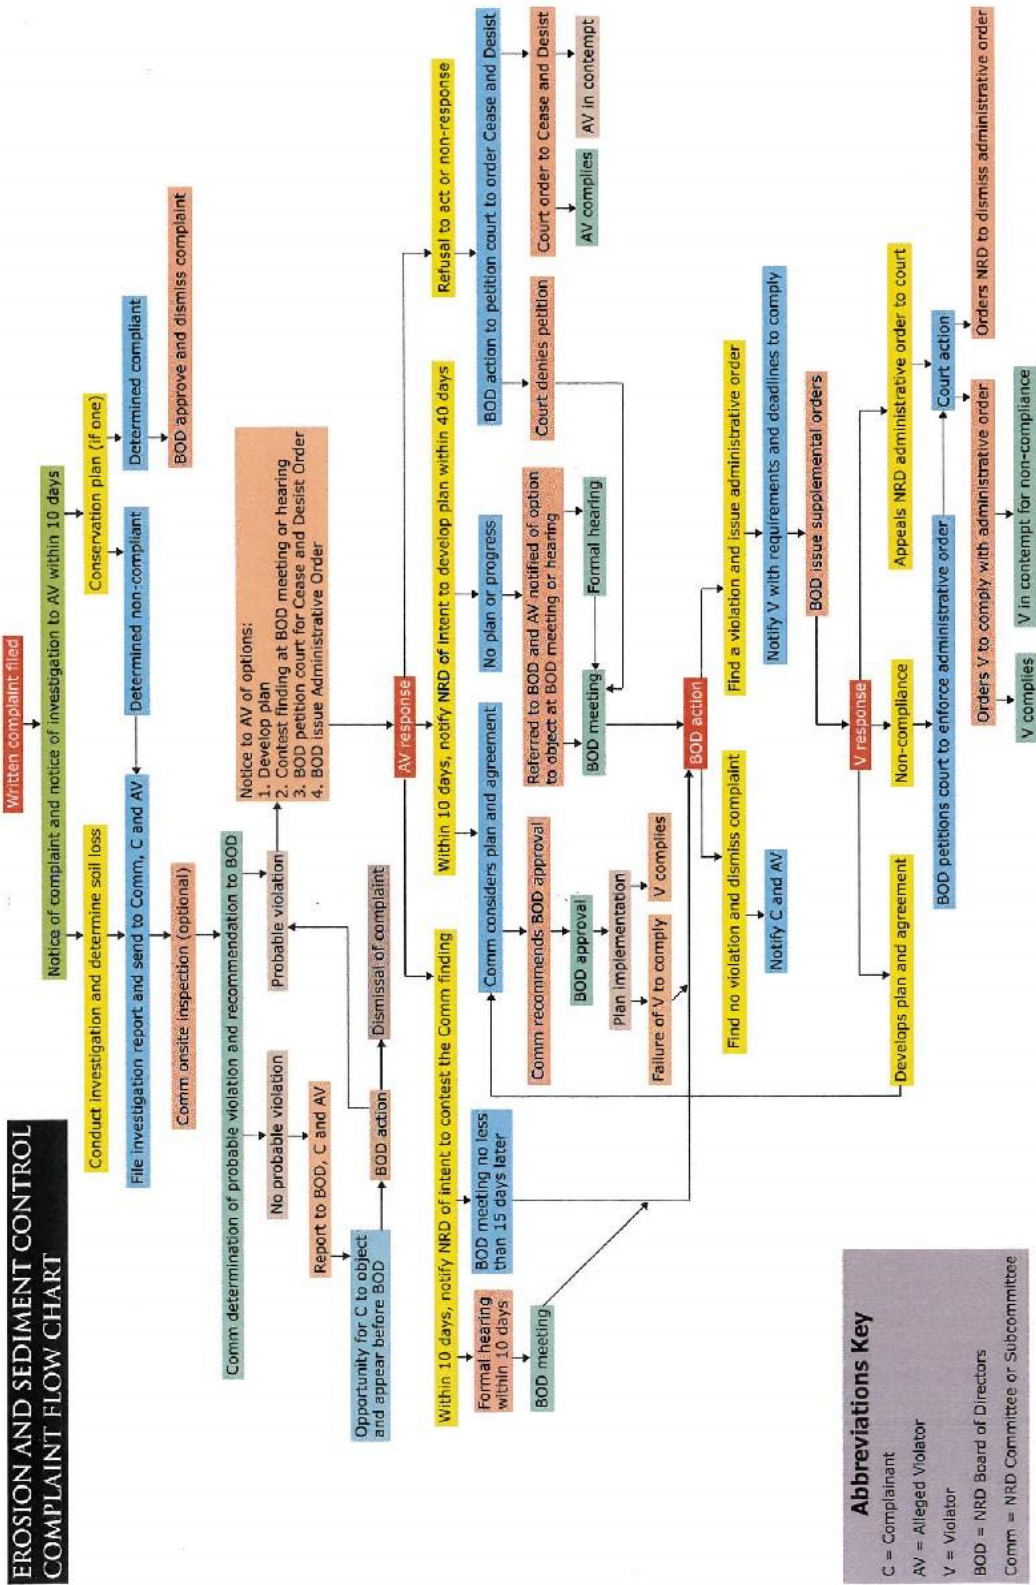 EROSION AND SEDIMENT CONTROL
COMPLAINT FLOW CHART
Written complaint filed
Notice of complaint and notice of investigation to AV within 10 days
Conduct investigation and determine soil loss
Conservation plan (if one)
File investigation report and send to Comm, C and AV
Determined non-compliant
Determined compliant
Comm onsite inspection (optional)
BOD approve and dismiss complaint
Comm determination of probable violation and recommendation to BOD
No probable violation
Probable violation
Notice to AV of options:
1. Develop plan
2. Contest finding at BOD meeting or hearing
3. BOD petition court for Cease and Desist Order
4. BOD issue Administrative Order
Report to BOD, C and AV
Opportunity for C to object
and appear before BOD
BOD action
Dismissal of complaint
AV response
Within 10 days, notify NRD of intent to contest the Comm finding
Within 10 days, notify NRD of Intent to develop plan within 40 days
Refusal to act or non-response
Formal hearing
within 10 days
BOD meeting no less
than 15 days later
Comm considers plan and agreement
No plan or progress
BOD action to petition court to order Cease and Desist
BOD meeting
Comm recommends BOD approval
Referred to BOD and AV notified of option
to object at BOD meeting or hearing
Court denies petition
Court order to Cease and Desist
BOD approval
BOD meeting
Formal hearing
AV complies
AV in contempt
Plan implementation
Failure of V to comply
V complies
BOD action
Find no violation and dismiss complaint
Find a violation and issue administrative order
Notify C and AV
Notify V with requirements and deadlines to comply
BOD issue supplemental orders
V response
Develops plan and agreement
Non-compliance
Appeals NRD administrative order to court
BOD petitions court to enforce administrative order
Court action
Orders V to comply with administrative order
Orders NRD to dismiss administrative order
V complies
V in contempt for non-compliance
Abbreviations Key
C = Complainant
AV = Alleged Violator
V = Violator
BOD = NRD Board of Directors
Comm = NRD Committee or Subcommittee